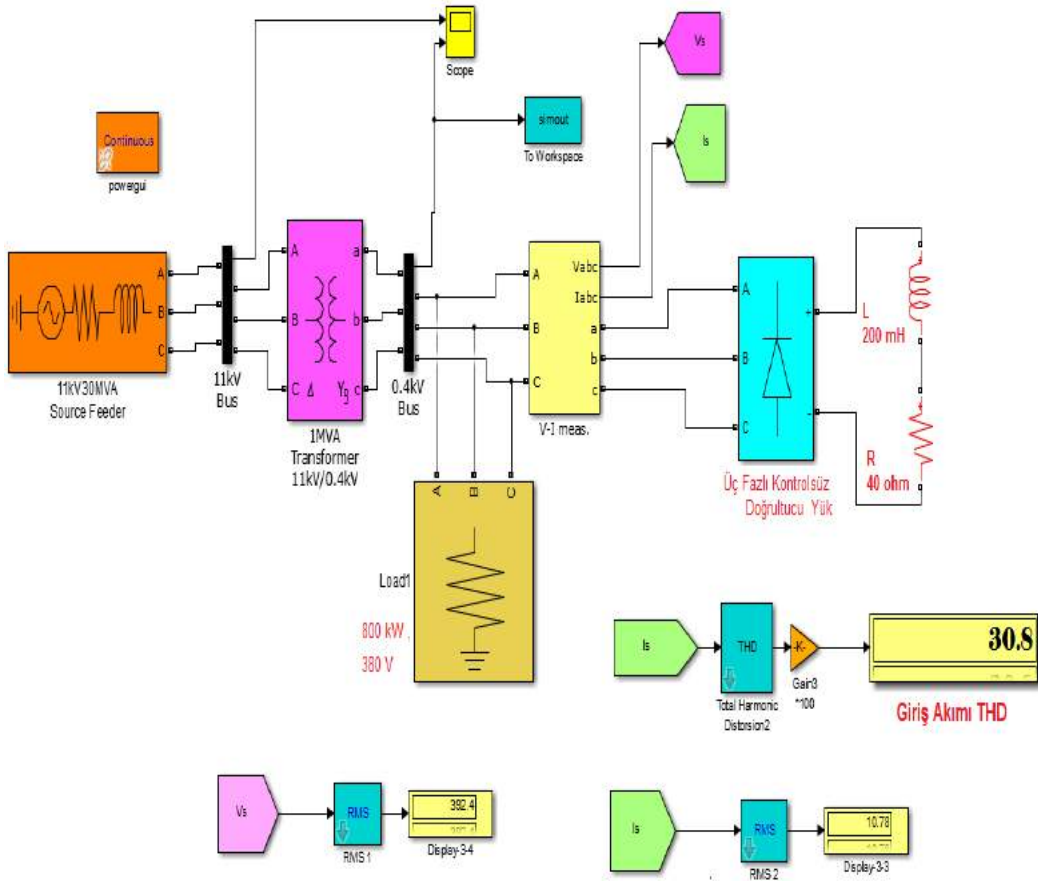 Scope
Vs
Continuous
powergui
simout
To Workspace
Is
A
B
C
11kV30MVA
Source Feeder
11kV
Bus
A
B
C
Δ
a
b
Yg
c
1MVA
Transformer
11kV/0.4kV
0.4kV
Bus
A
B
C
Vabc
Iabc
a
b
c
V-I meas.
A
B
C
+
-
L
200 mH
R
40 ohm
Üç Fazlı Kontrolsüz
Doğrultucu Yük
A
B
C
Load1
800 kW .
380 V
Is
THD
Total Harmonic
Distorsion2
-K-
Gain3
*100
30.8
Giriş Akımı THD
Vs
RMS
RMS 1
392.4
Display-3-4
Is
RMS
RMS 2
10.78
Display-3-3